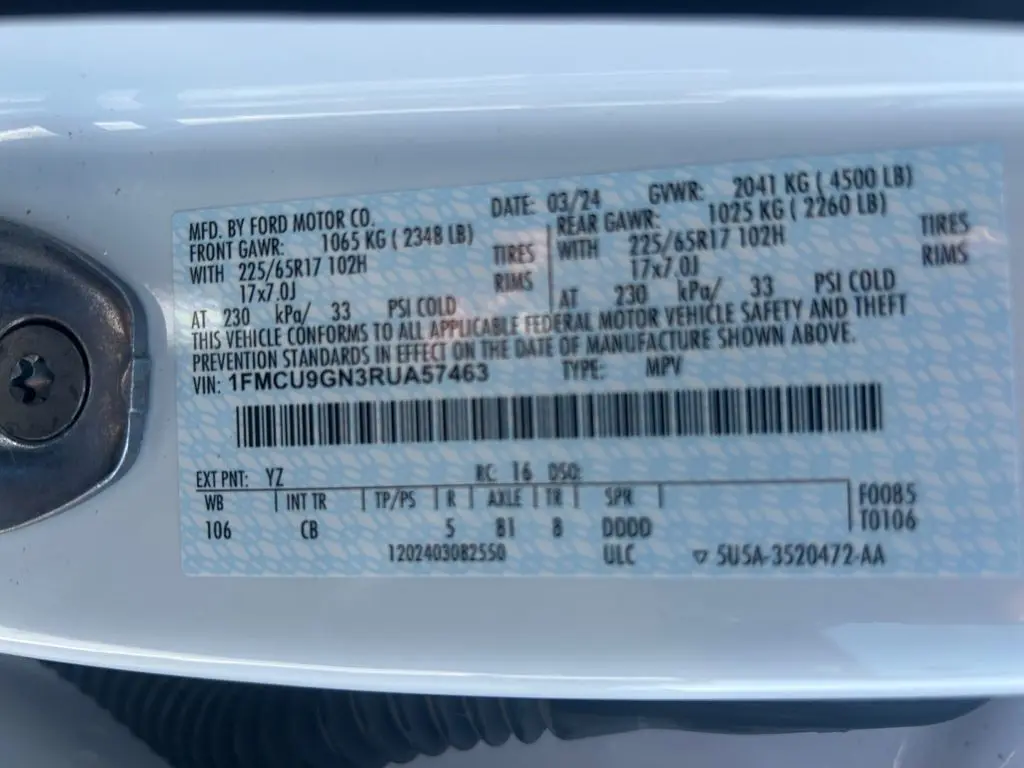 MFD. BY FORD MOTOR CO. DATE: 03/24 GVWR: 2041 KG ( 4500 LB)
FRONT GAWR: 1065 KG ( 2348 LB) REAR GAWR: 1025 KG ( 2260 LB)
WITH 225/65R17 102H TIRES WITH 225/65R17 102H TIRES
17x7.0J RIMS 17x7.0J RIMS
AT 230 kPa/ 33 PSI COLD AT 230 kPa/ 33 PSI COLD
THIS VEHICLE CONFORMS TO ALL APPLICABLE FEDERAL MOTOR VEHICLE SAFETY AND THEFT
PREVENTION STANDARDS IN EFFECT ON THE DATE OF MANUFACTURE SHOWN ABOVE.
VIN: 1FMCU9GN3RUA57463 TYPE: MPV
EXT PNT: YZ RC: 16 DSO:
WB INT TR TP/PS R AXLE TR SPR F0085
106 CB 5 81 8 DDDD T0106
1202403082550 ULC ▽ 5U5A-3520472-AA